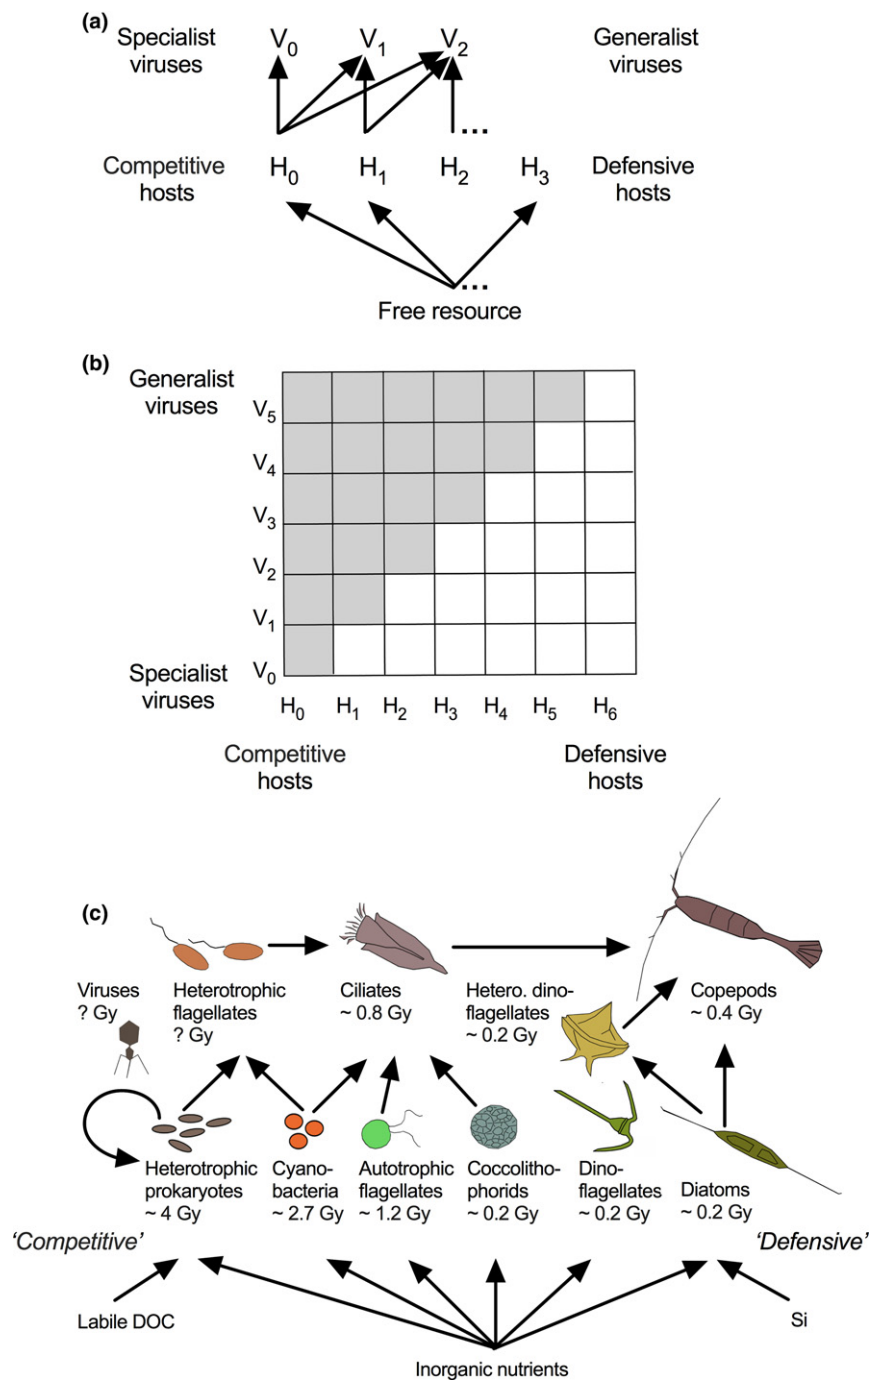 (a)
Specialist
viruses
V0
V1
V2
Generalist
viruses
...
Competitive
hosts
H0
H1
H2
H3
Defensive
hosts
...
Free resource
(b)
Generalist
viruses
V5
V4
V3
V2
V1
V0
Specialist
viruses
H0 H1 H2 H3 H4 H5 H6
Competitive
hosts
Defensive
hosts
(c)
Viruses
? Gy
Heterotrophic
flagellates
? Gy
Ciliates
~ 0.8 Gy
Hetero. dino-
flagellates
~ 0.2 Gy
Copepods
~ 0.4 Gy
Heterotrophic
prokaryotes
~ 4 Gy
Cyano-
bacteria
~ 2.7 Gy
Autotrophic
flagellates
~ 1.2 Gy
Coccolitho-
phorids
~ 0.2 Gy
Dino-
flagellates
~ 0.2 Gy
Diatoms
~ 0.2 Gy
'Competitive'
'Defensive'
Labile DOC
Si
Inorganic nutrients